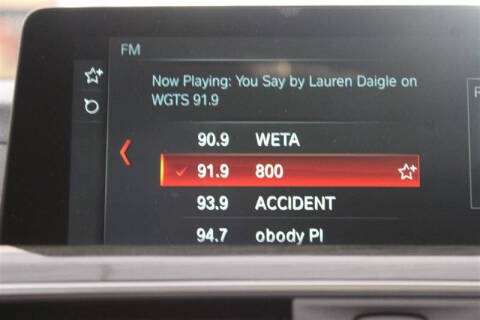 FM
Now Playing: You Say by Lauren Daigle on
WGTS 91.9
90.9 WETA
91.9 800
93.9 ACCIDENT
94.7 obody Pl